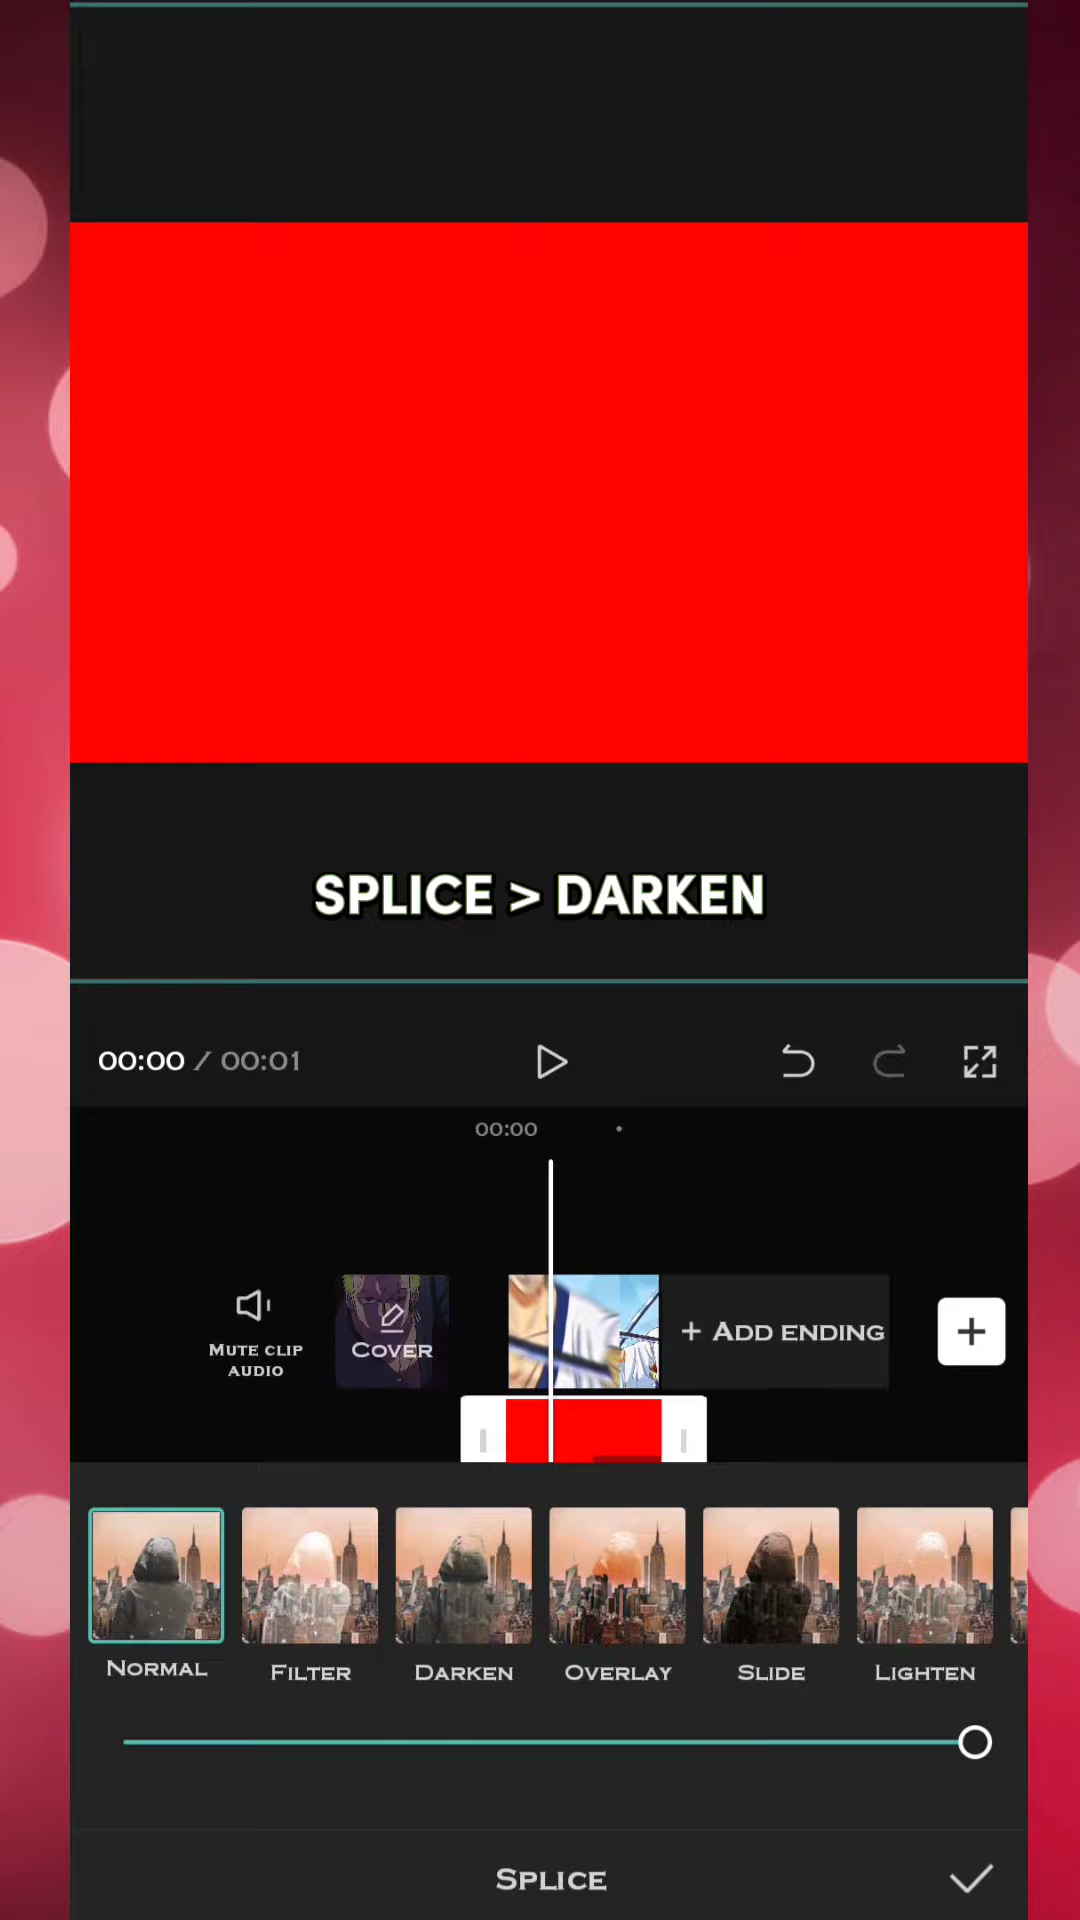 SPLICE > DARKEN
00:00 / 00:01
00:00
MUTE CLIP
AUDIO
COVER
+ ADD ENDING
NORMAL
FILTER
DARKEN
OVERLAY
SLIDE
LIGHTEN
SPLICE